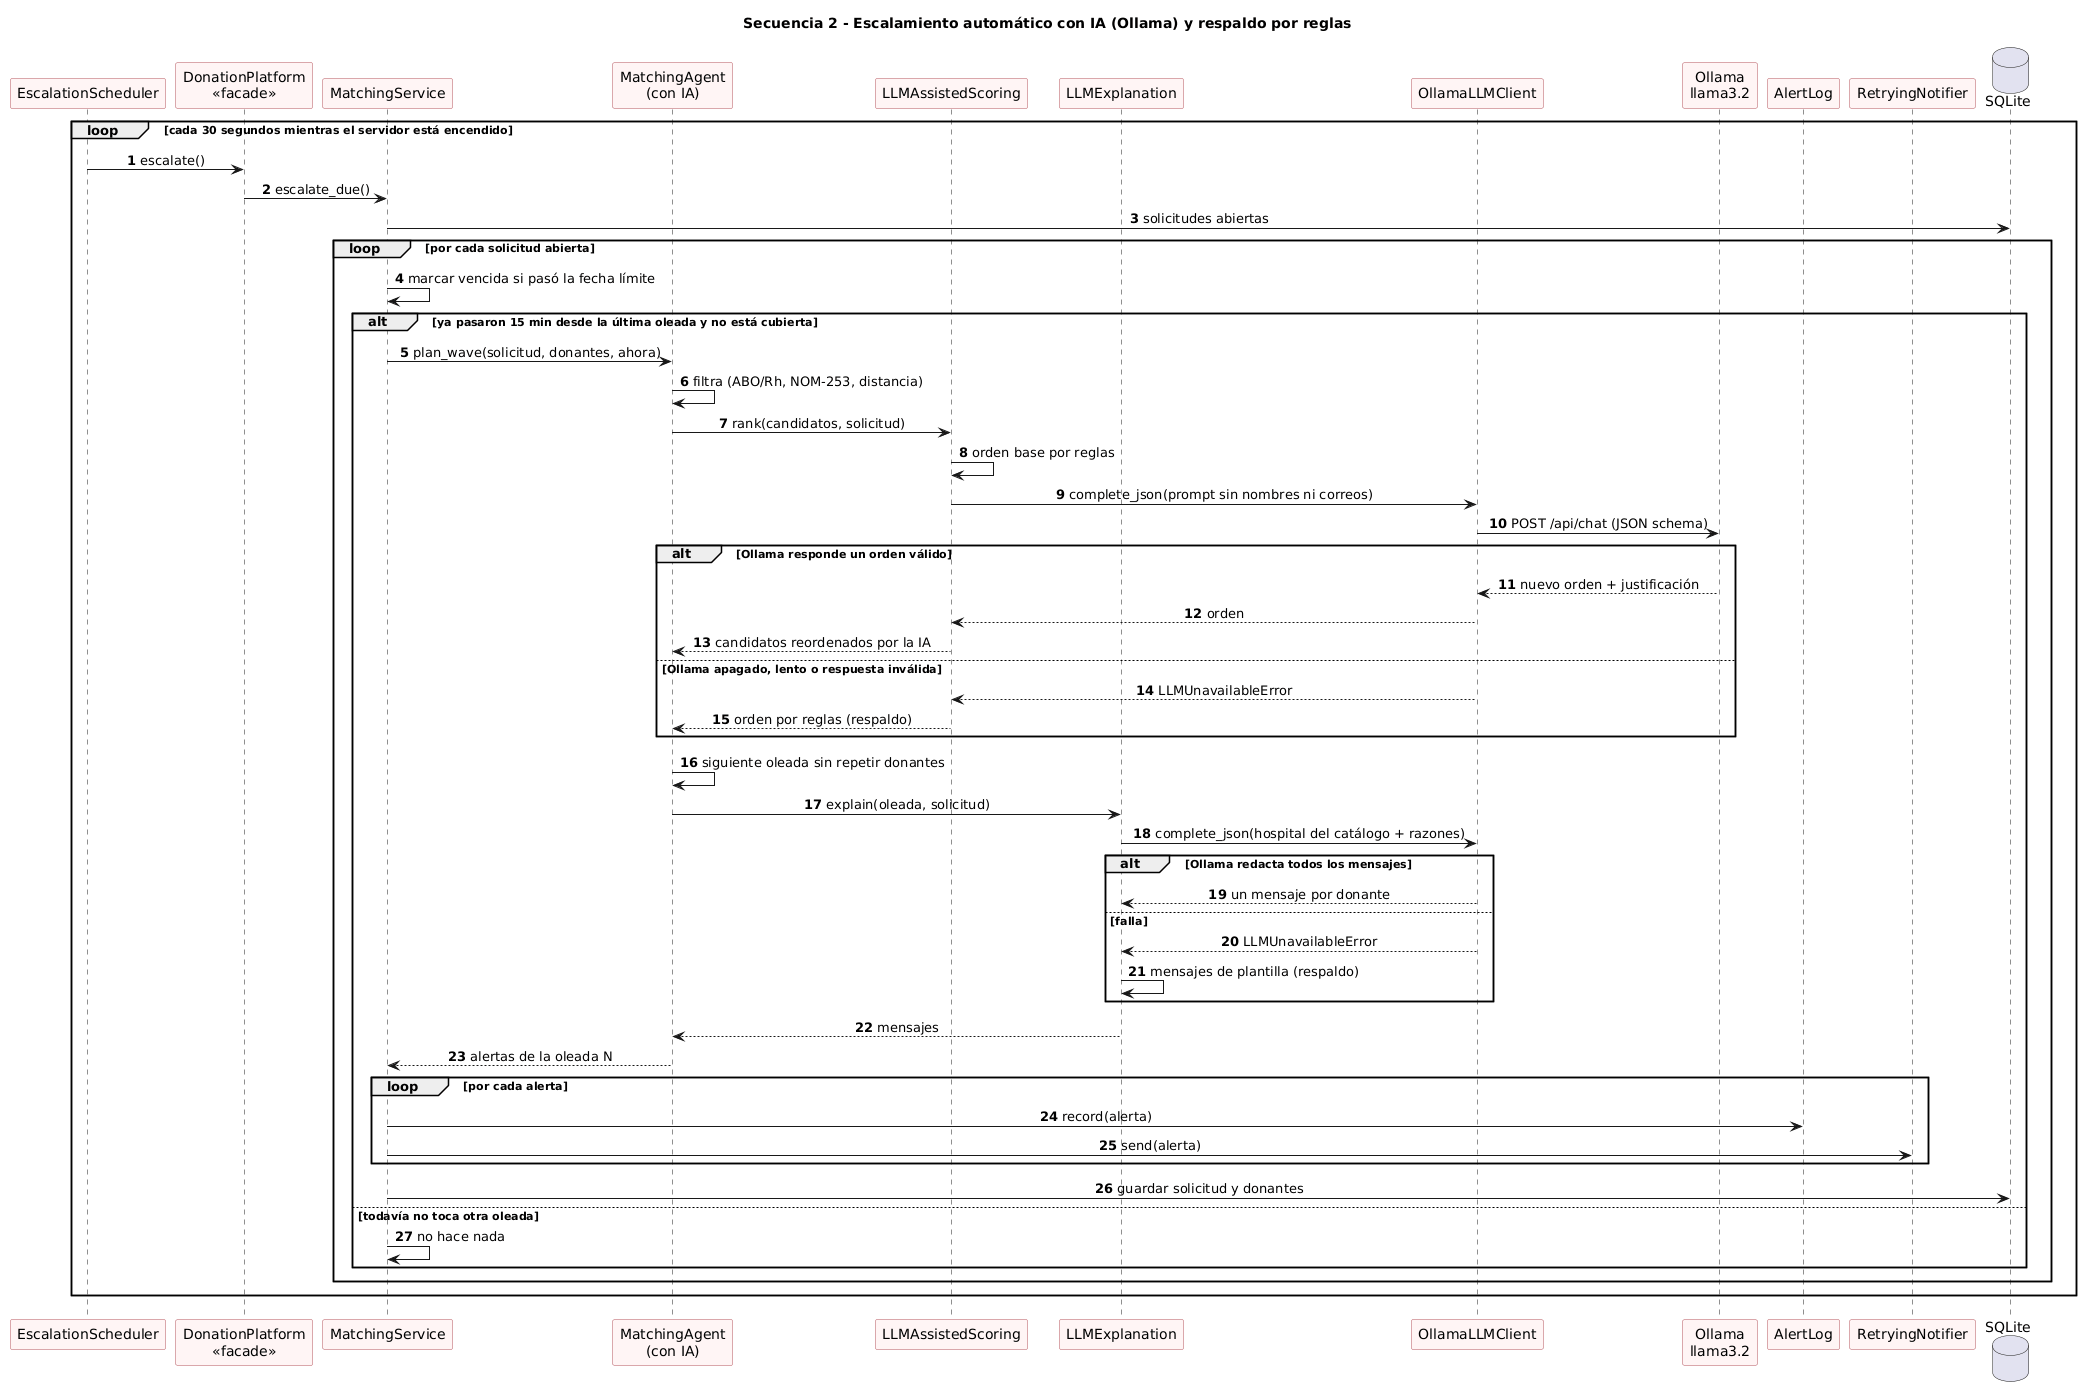 Secuencia 2 - Escalamiento automático con IA (Ollama) y respaldo por reglas
EscalationScheduler
DonationPlatform
«facade»
MatchingService
MatchingAgent
(con IA)
LLMAssistedScoring
LLMExplanation
OllamaLLMClient
Ollama
llama3.2
AlertLog
RetryingNotifier
SQLite
loop [cada 30 segundos mientras el servidor está encendido]
1 escalate()
2 escalate_due()
3 solicitudes abiertas
loop [por cada solicitud abierta]
4 marcar vencida si pasó la fecha límite
alt [ya pasaron 15 min desde la última oleada y no está cubierta]
5 plan_wave(solicitud, donantes, ahora)
6 filtra (ABO/Rh, NOM-253, distancia)
7 rank(candidatos, solicitud)
8 orden base por reglas
9 complete_json(prompt sin nombres ni correos)
10 POST /api/chat (JSON schema)
alt [Ollama responde un orden válido]
11 nuevo orden + justificación
12 orden
13 candidatos reordenados por la IA
[Ollama apagado, lento o respuesta inválida]
14 LLMUnavailableError
15 orden por reglas (respaldo)
16 siguiente oleada sin repetir donantes
17 explain(oleada, solicitud)
18 complete_json(hospital del catálogo + razones)
alt [Ollama redacta todos los mensajes]
19 un mensaje por donante
[falla]
20 LLMUnavailableError
21 mensajes de plantilla (respaldo)
22 mensajes
23 alertas de la oleada N
loop [por cada alerta]
24 record(alerta)
25 send(alerta)
26 guardar solicitud y donantes
[todavía no toca otra oleada]
27 no hace nada
EscalationScheduler
DonationPlatform
«facade»
MatchingService
MatchingAgent
(con IA)
LLMAssistedScoring
LLMExplanation
OllamaLLMClient
Ollama
llama3.2
AlertLog
RetryingNotifier
SQLite